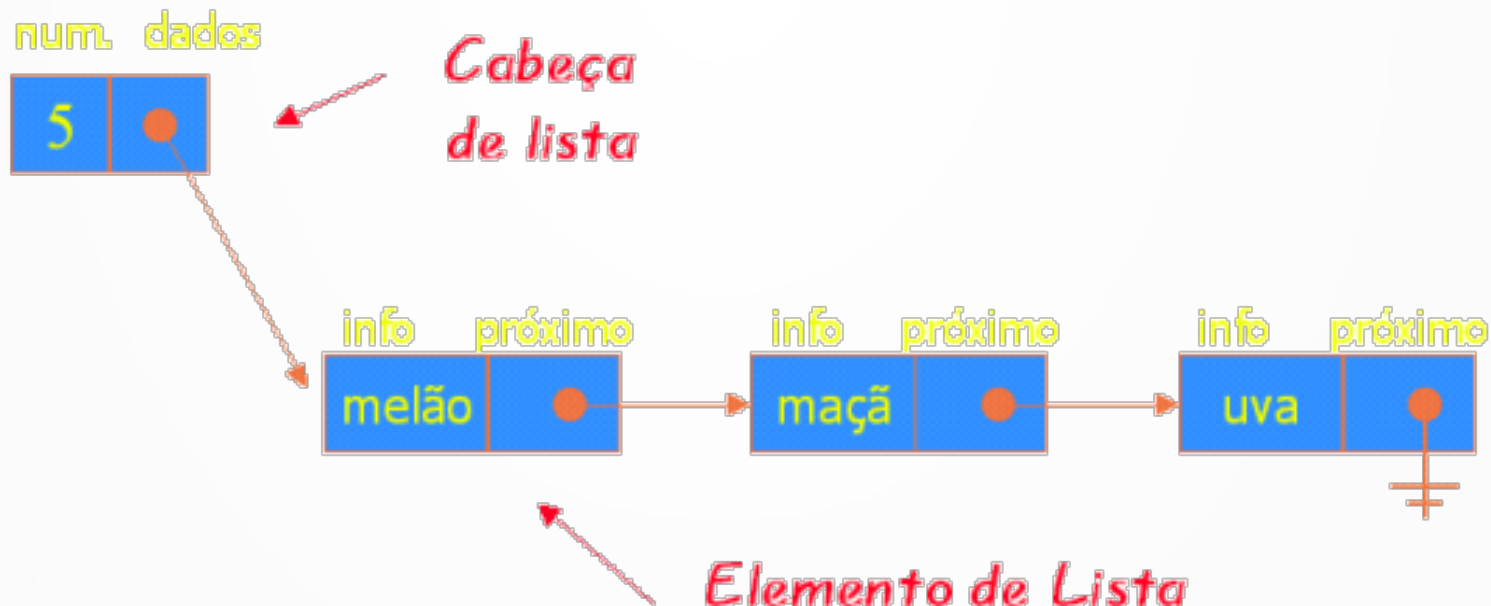 num. dados
5
Cabeça
de lista
info próximo
melão
info próximo
maçã
info próximo
uva
Elemento de Lista